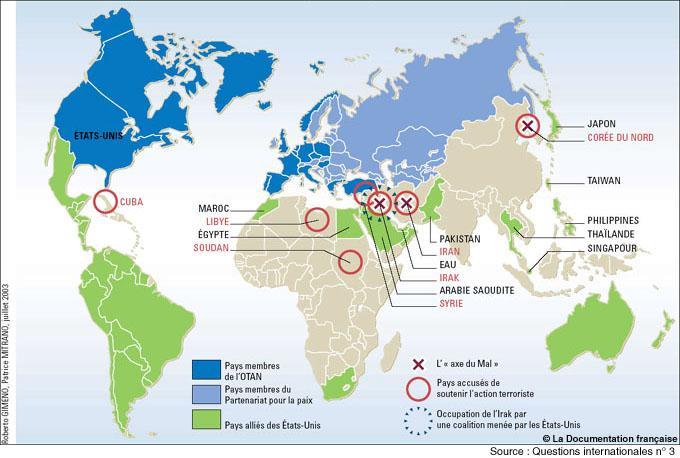 ÉTATS-UNIS
CUBA
MAROC
LIBYE
ÉGYPTE
SOUDAN
JAPON
CORÉE DU NORD
TAIWAN
PHILIPPINES
THAÏLANDE
SINGAPOUR
PAKISTAN
IRAN
EAU
IRAK
ARABIE SAOUDITE
SYRIE
Roberto GIMENO, Patrice MITRANO, juillet 2003
Pays membres
de l'OTAN
Pays membres du
Partenariat pour la paix
Pays alliés des États-Unis
L' « axe du Mal »
Pays accusés de
soutenir l'action terroriste
Occupation de l'Irak par
une coalition menée par les États-Unis
© La Documentation française
Source : Questions internationales n° 3